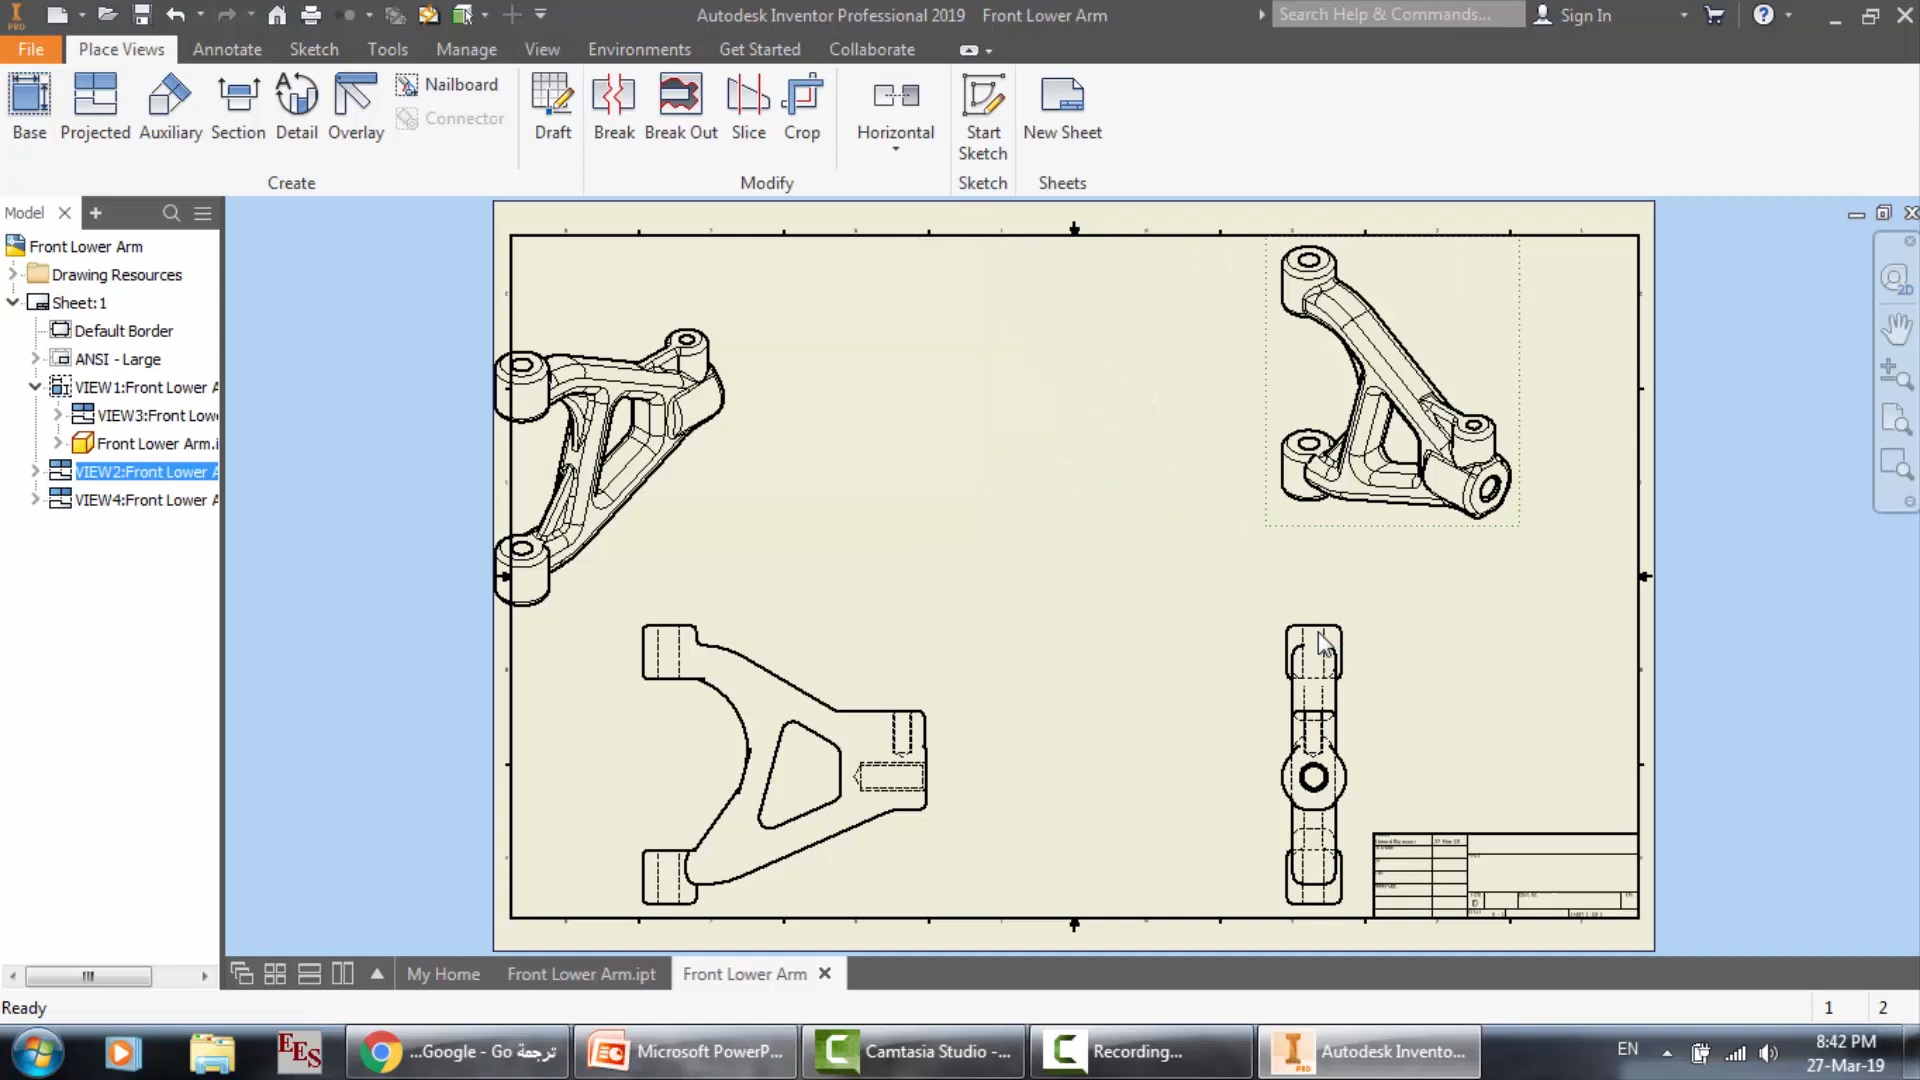 Autodesk Inventor Professional 2019 Front Lower Arm
Search Help & Commands...
Sign In
PRO
File
Place Views
Annotate
Sketch
Tools
Manage
View
Environments
Get Started
Collaborate
Base
Projected
Auxiliary
Section
Detail
Overlay
Nailboard
Connector
Draft
Break
Break Out
Slice
Crop
Horizontal
Start
Sketch
New Sheet
Create
Modify
Sketch
Sheets
Model
Front Lower Arm
Drawing Resources
Sheet:1
Default Border
ANSI - Large
VIEW1:Front Lower A
VIEW3:Front Low
Front Lower Arm.i
VIEW2:Front Lower A
VIEW4:Front Lower A
2D
My Home
Front Lower Arm.ipt
Front Lower Arm
Ready
1
2
EES
...Google - Go ترجمة
Microsoft PowerP...
Camtasia Studio -...
Recording...
Autodesk Invento...
EN
8:42 PM
27-Mar-19